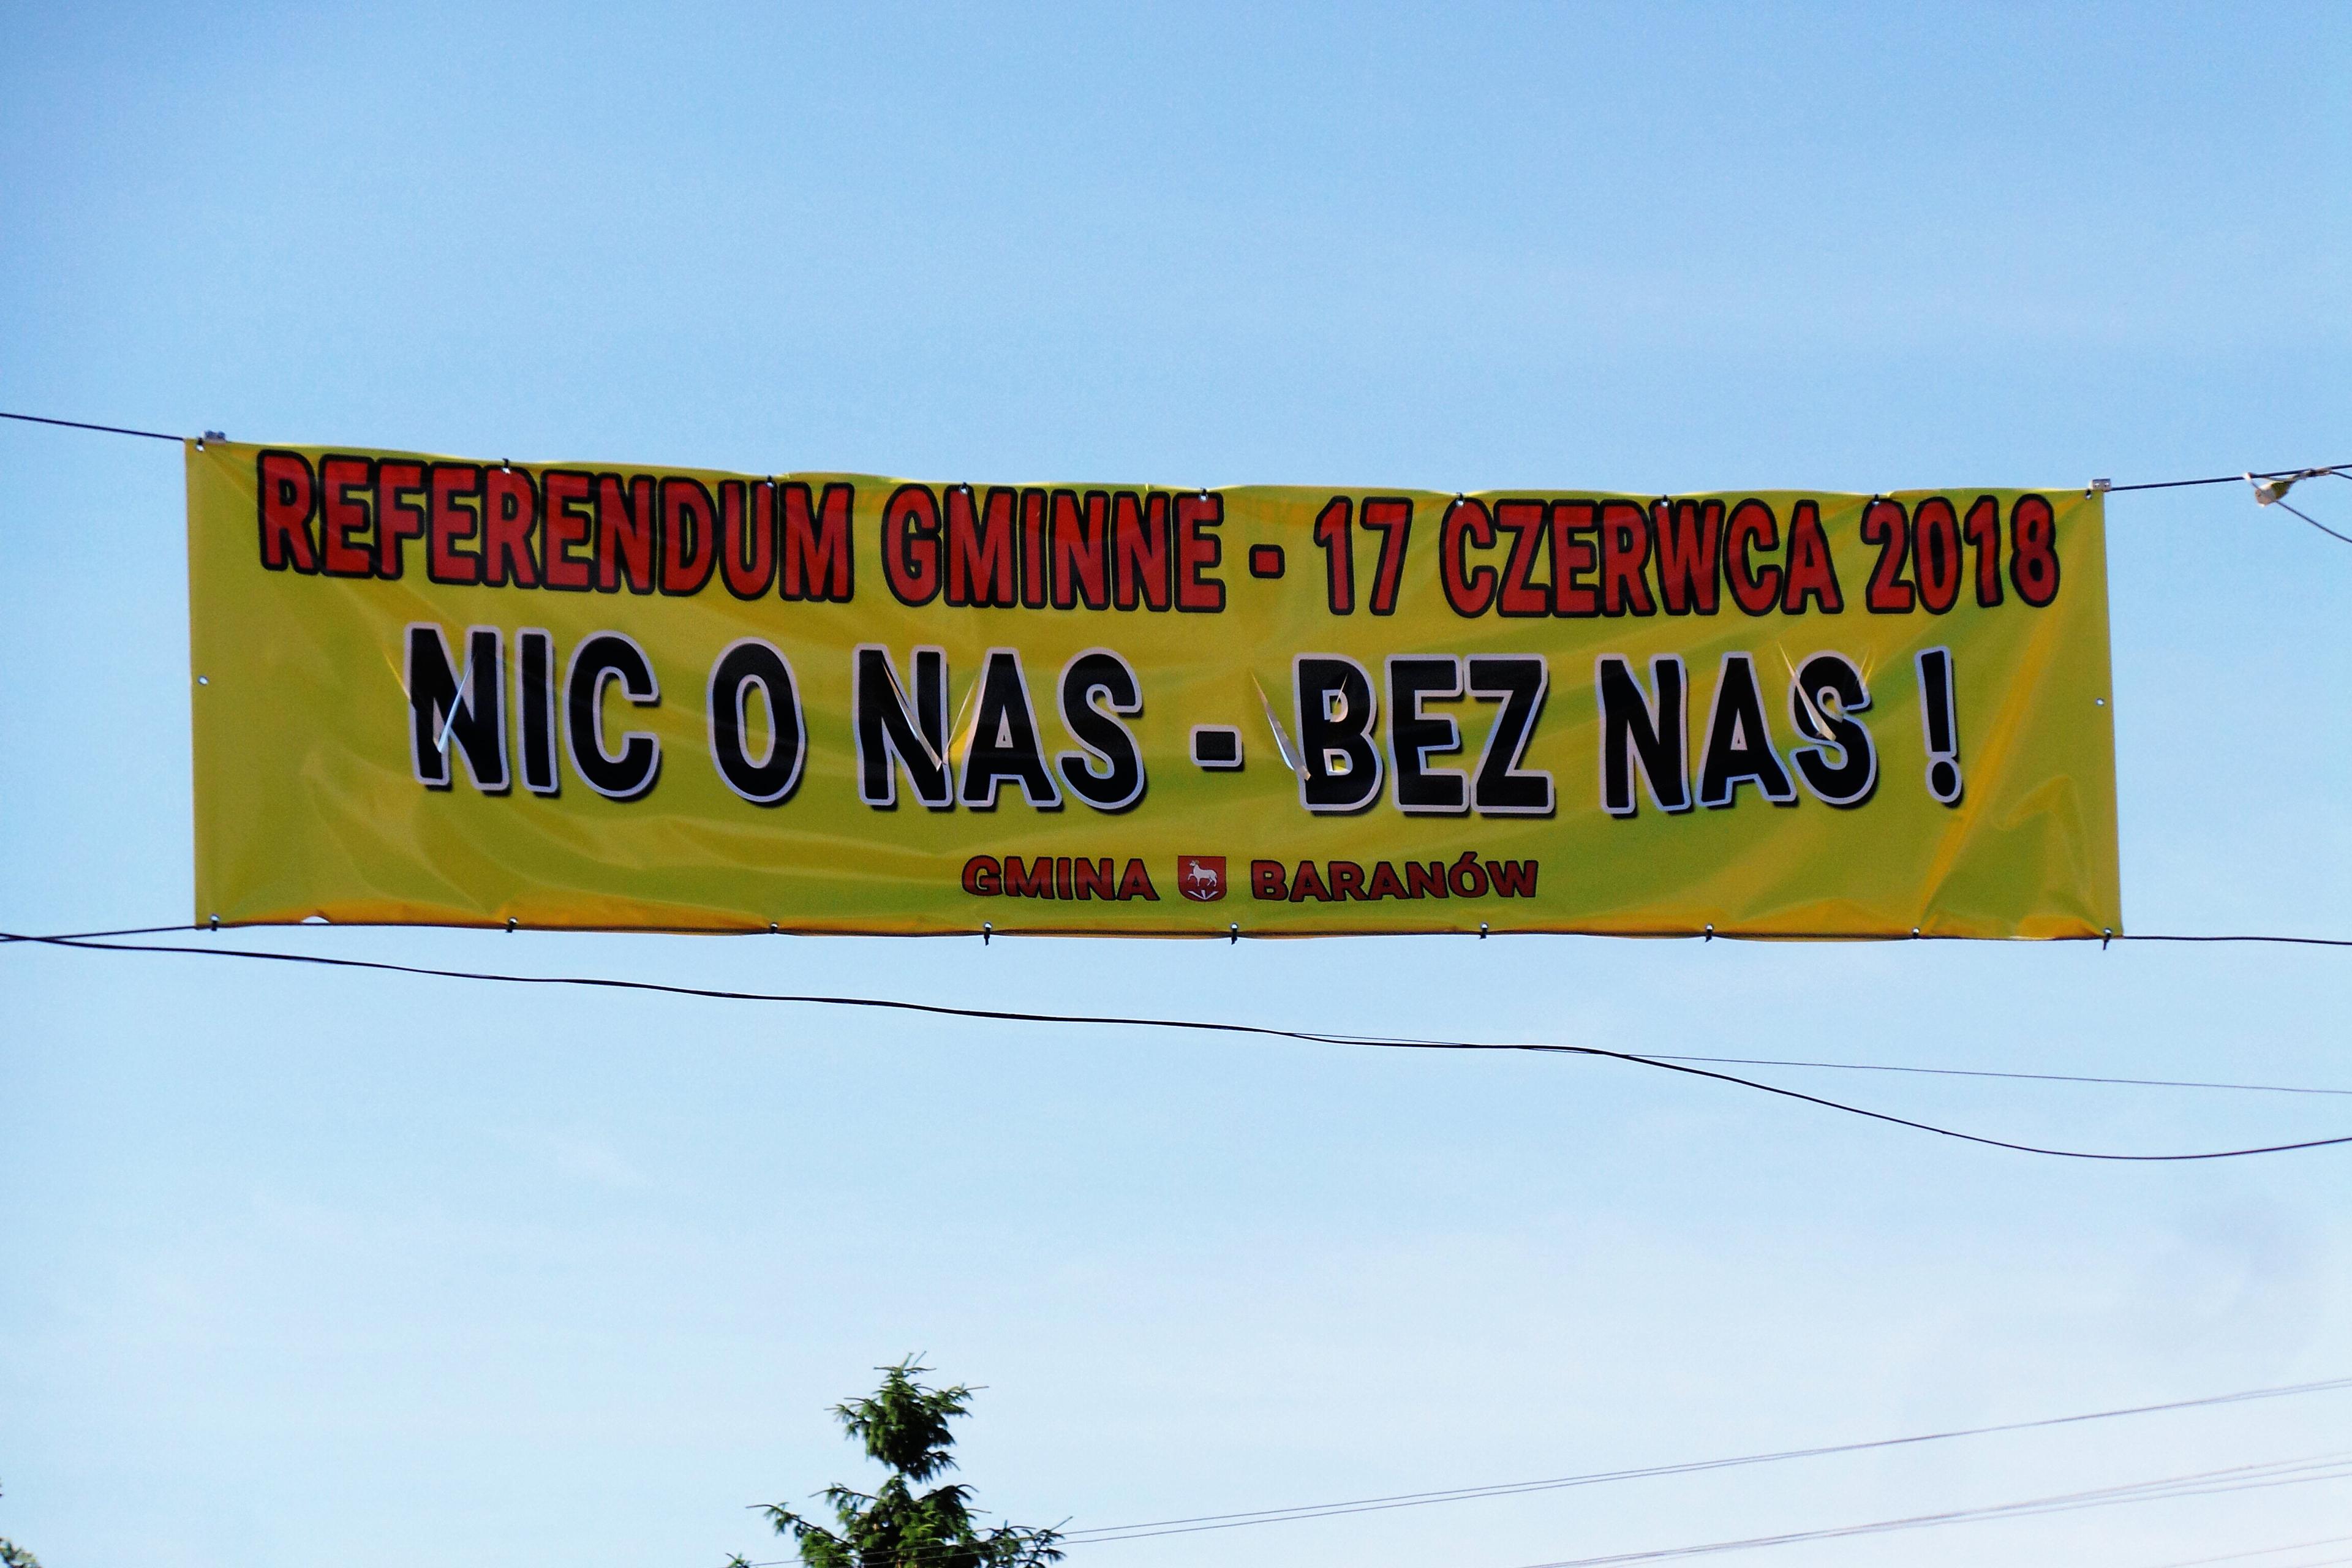 REFERENDUM GMINNE - 17 CZERWCA 2018
NIC O NAS - BEZ NAS !
GMINA BARANÓW